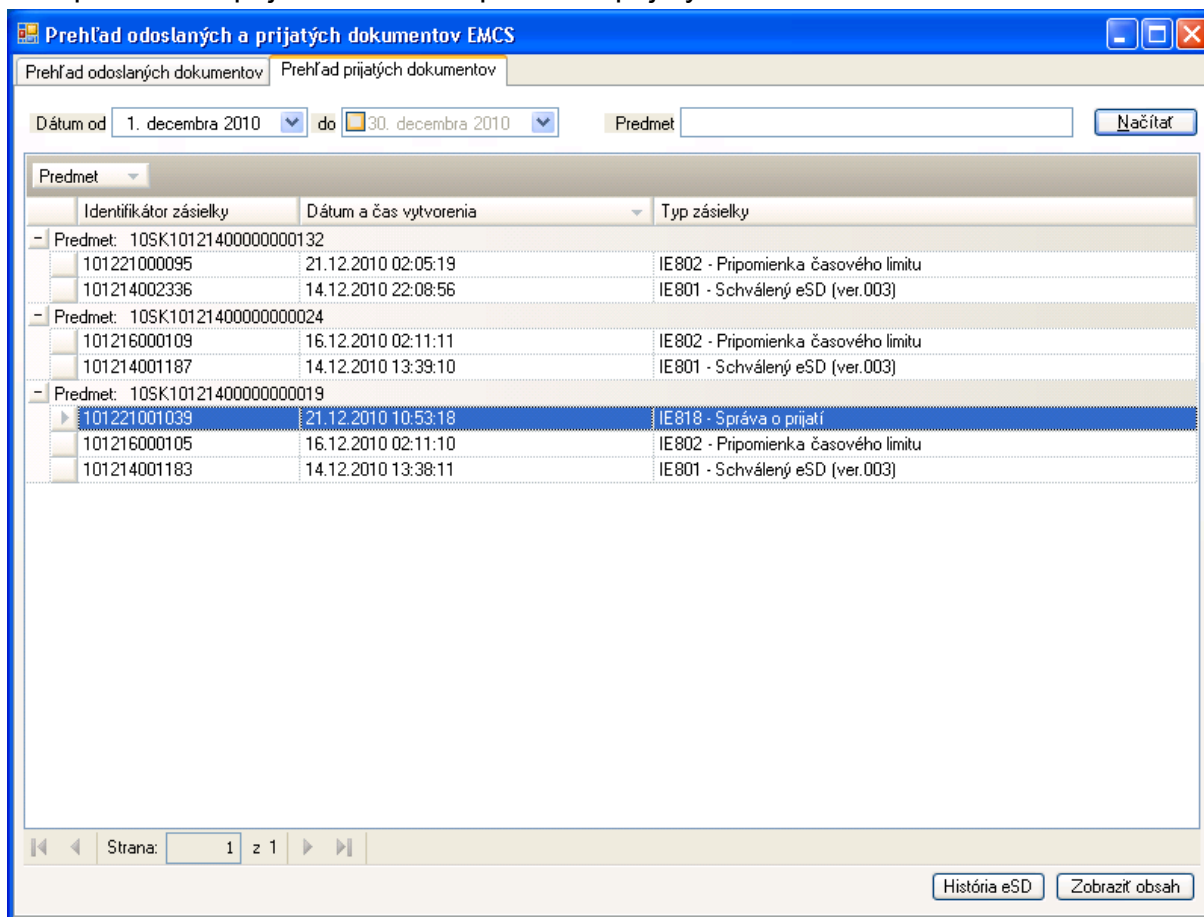 Prehľad odoslaných a prijatých dokumentov EMCS
Prehľad odoslaných dokumentov Prehľad prijatých dokumentov
Dátum od 1. decembra 2010 do 30. decembra 2010 Predmet Načítať
Predmet
Identifikátor zásielky Dátum a čas vytvorenia Typ zásielky
Predmet: 10SK10121400000000132
101221000095 21.12.2010 02:05:19 IE802 - Pripomienka časového limitu
101214002336 14.12.2010 22:08:56 IE801 - Schválený eSD (ver.003)
Predmet: 10SK10121400000000024
101216000109 16.12.2010 02:11:11 IE802 - Pripomienka časového limitu
101214001187 14.12.2010 13:39:10 IE801 - Schválený eSD (ver.003)
Predmet: 10SK10121400000000019
101221001039 21.12.2010 10:53:18 IE818 - Správa o prijatí
101216000105 16.12.2010 02:11:10 IE802 - Pripomienka časového limitu
101214001183 14.12.2010 13:38:11 IE801 - Schválený eSD (ver.003)
Strana: 1 z 1
História eSD Zobraziť obsah